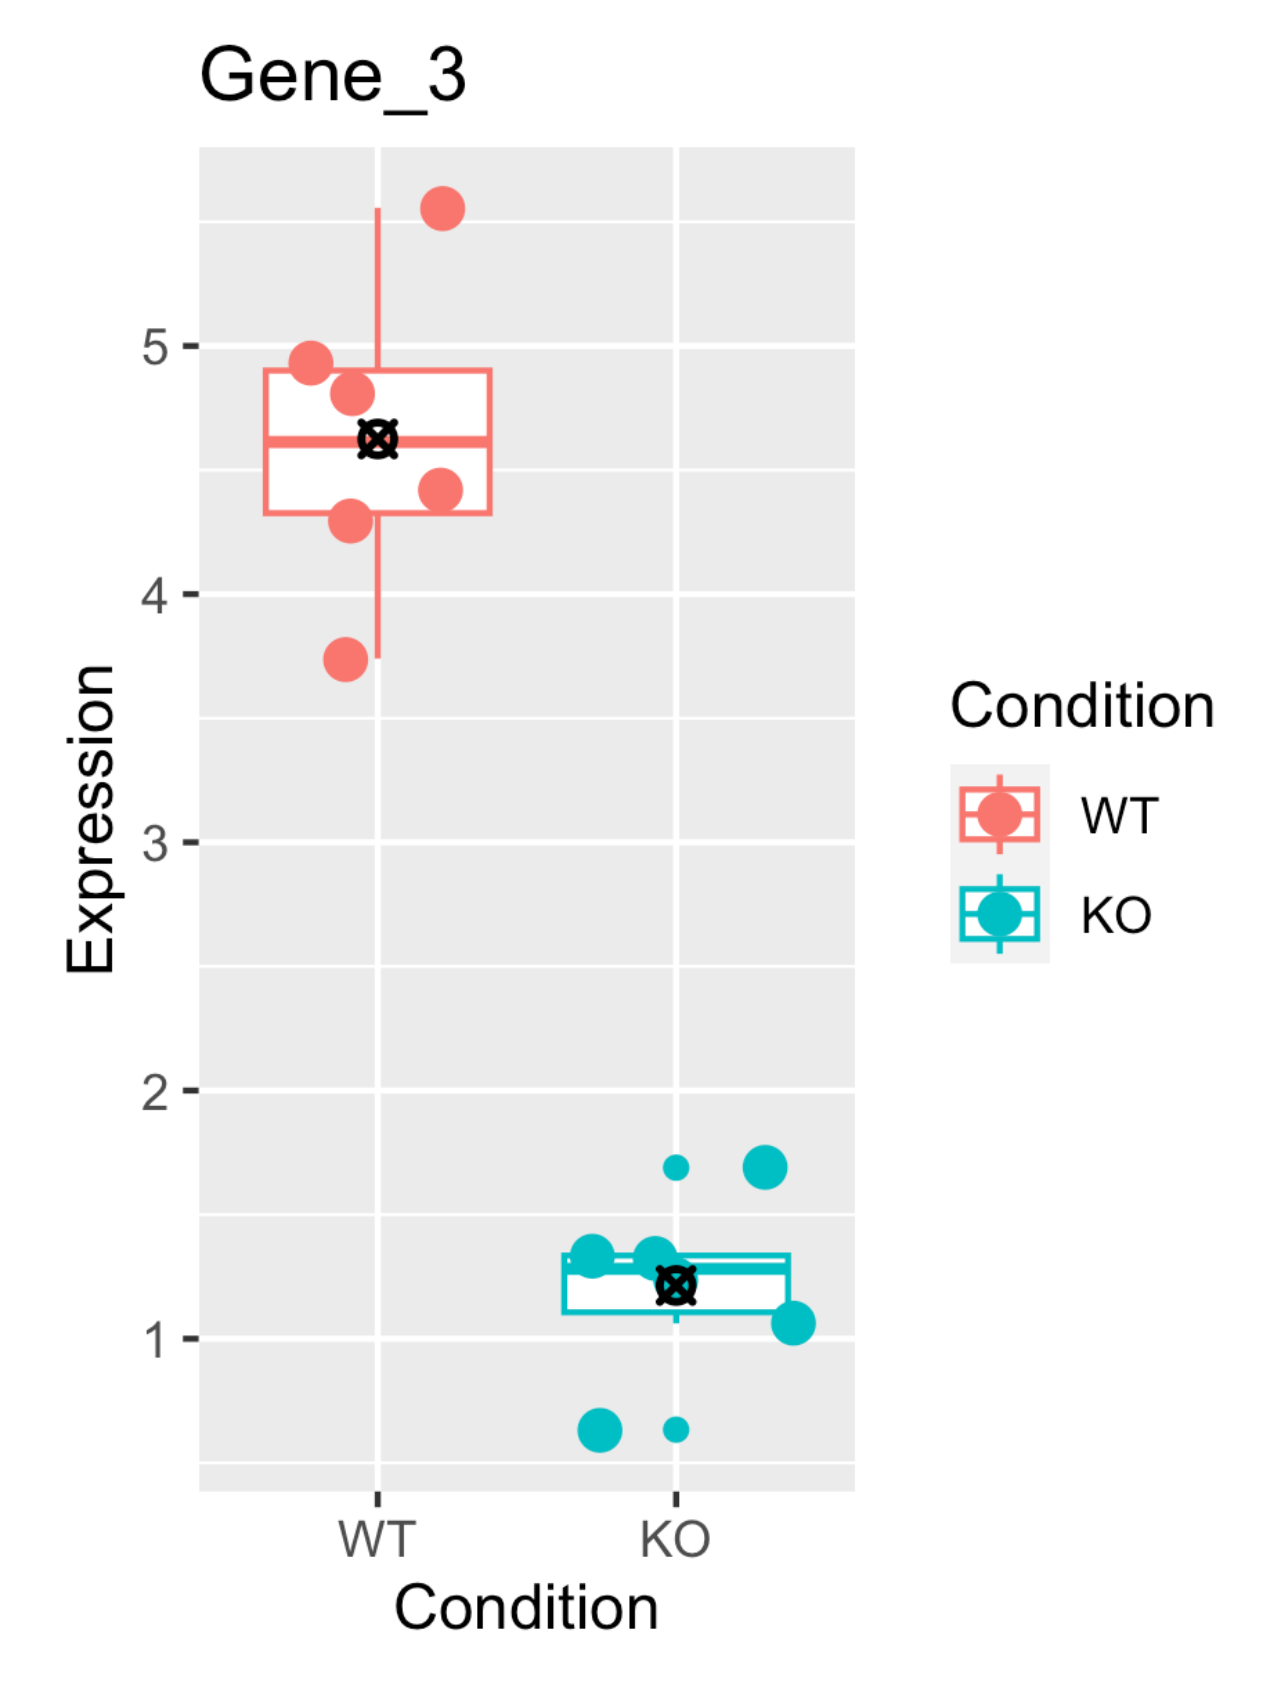 Gene_3
5
4
3
2
1
Expression
WT
KO
Condition
Condition
WT
KO